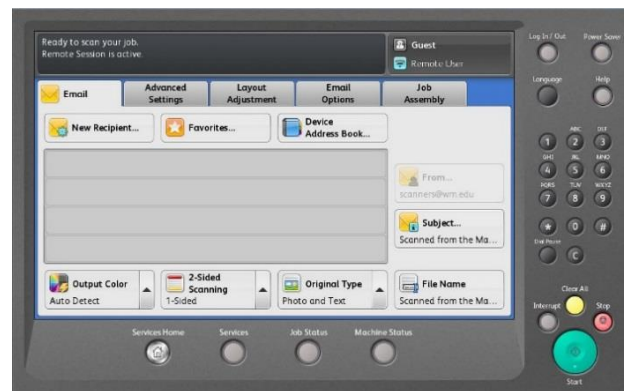 Ready to scan your job.
Remote Session is active.
Guest
Remote User
Log In / Out
Power Saver
Language
Help
Email
Advanced
Settings
Layout
Adjustment
Email
Options
Job
Assembly
New Recipient...
Favorites...
Device
Address Book...
From...
scanners@wm.edu
Subject...
Scanned from the Ma...
Output Color
Auto Detect
2-Sided
Scanning
1-Sided
Original Type
Photo and Text
File Name
Scanned from the Ma...
ABC
DEF
1
2
3
GHI
JKL
MNO
4
5
6
PQRS
TUV
WXYZ
7
8
9
*
0
#
Dial Pause
C
Clear All
Interrupt
Stop
Start
Services Home
Services
Job Status
Machine Status